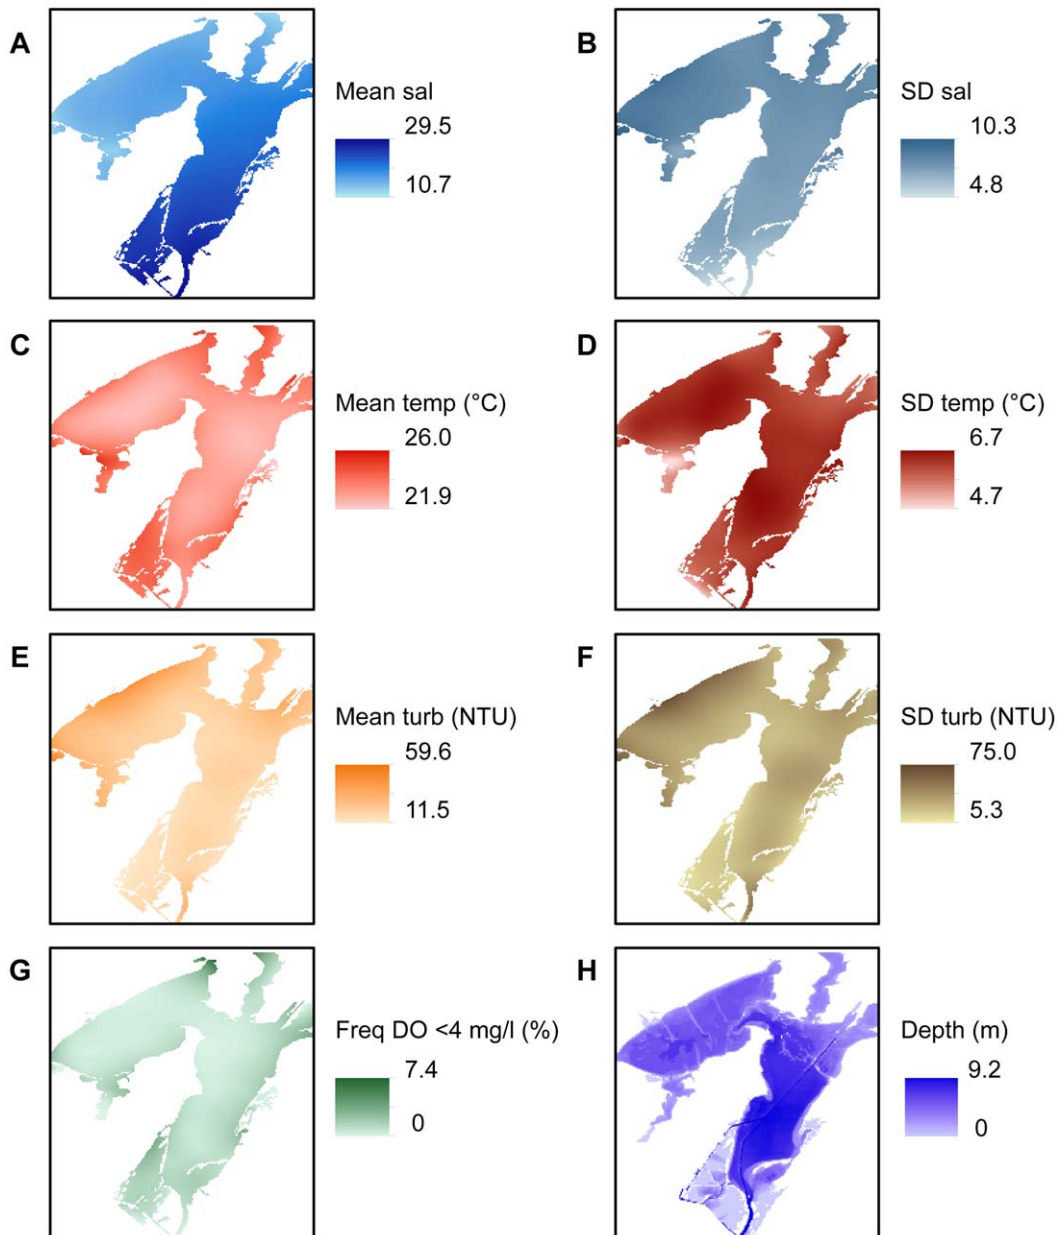 A
Mean sal
29.5
10.7
B
SD sal
10.3
4.8
C
Mean temp (°C)
26.0
21.9
D
SD temp (°C)
6.7
4.7
E
Mean turb (NTU)
59.6
11.5
F
SD turb (NTU)
75.0
5.3
G
Freq DO <4 mg/l (%)
7.4
0
H
Depth (m)
9.2
0